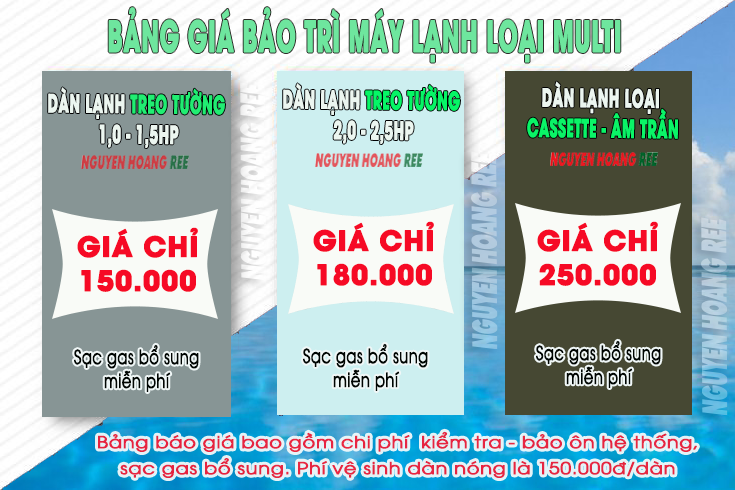 BẢNG GIÁ BẢO TRÌ MÁY LẠNH LOẠI MULTI
DÀN LẠNH TREO TƯỜNG
1,0 - 1,5HP
NGUYEN HOANG REE
GIÁ CHỈ
150.000
Sạc gas bổ sung
miễn phí
DÀN LẠNH TREO TƯỜNG
2,0 - 2,5HP
NGUYEN HOANG REE
GIÁ CHỈ
180.000
Sạc gas bổ sung
miễn phí
DÀN LẠNH LOẠI
CASSETTE - ÂM TRẦN
NGUYEN HOANG REE
GIÁ CHỈ
250.000
Sạc gas bổ sung
miễn phí
NGUYEN HOANG REE
NGUYEN HOANG REE
NGUYEN HOANG REE
Bảng báo giá bao gồm chi phí kiểm tra - bảo ôn hệ thống,
sạc gas bổ sung. Phí vệ sinh dàn nóng là 150.000đ/dàn